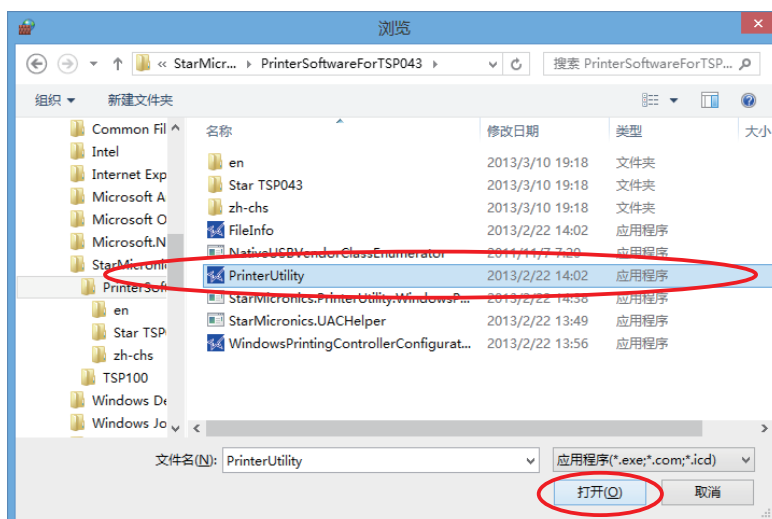 浏览
« StarMicr... PrinterSoftwareForTSP043
搜索 PrinterSoftwareForTSP...
组织 新建文件夹
Common Fil
Intel
Internet Exp
Microsoft A
Microsoft O
Microsoft.N
StarMicronic
PrinterSoft
en
Star TSP
zh-chs
TSP100
Windows De
Windows Jo
名称 修改日期 类型 大小
en 2013/3/10 19:18 文件夹
Star TSP043 2013/3/10 19:18 文件夹
zh-chs 2013/3/10 19:18 文件夹
FileInfo 2013/2/22 14:02 应用程序
NativeUSBVendorClassEnumerator 2011/11/7 7:20 应用程序
PrinterUtility 2013/2/22 14:02 应用程序
StarMicronics.PrinterUtility.WindowsP... 2013/2/22 14:58 应用程序
StarMicronics.UACHelper 2013/2/22 13:49 应用程序
WindowsPrintingControllerConfigurat... 2013/2/22 13:56 应用程序
文件名(N): PrinterUtility 应用程序(*.exe;*.com;*.icd)
打开(O) 取消